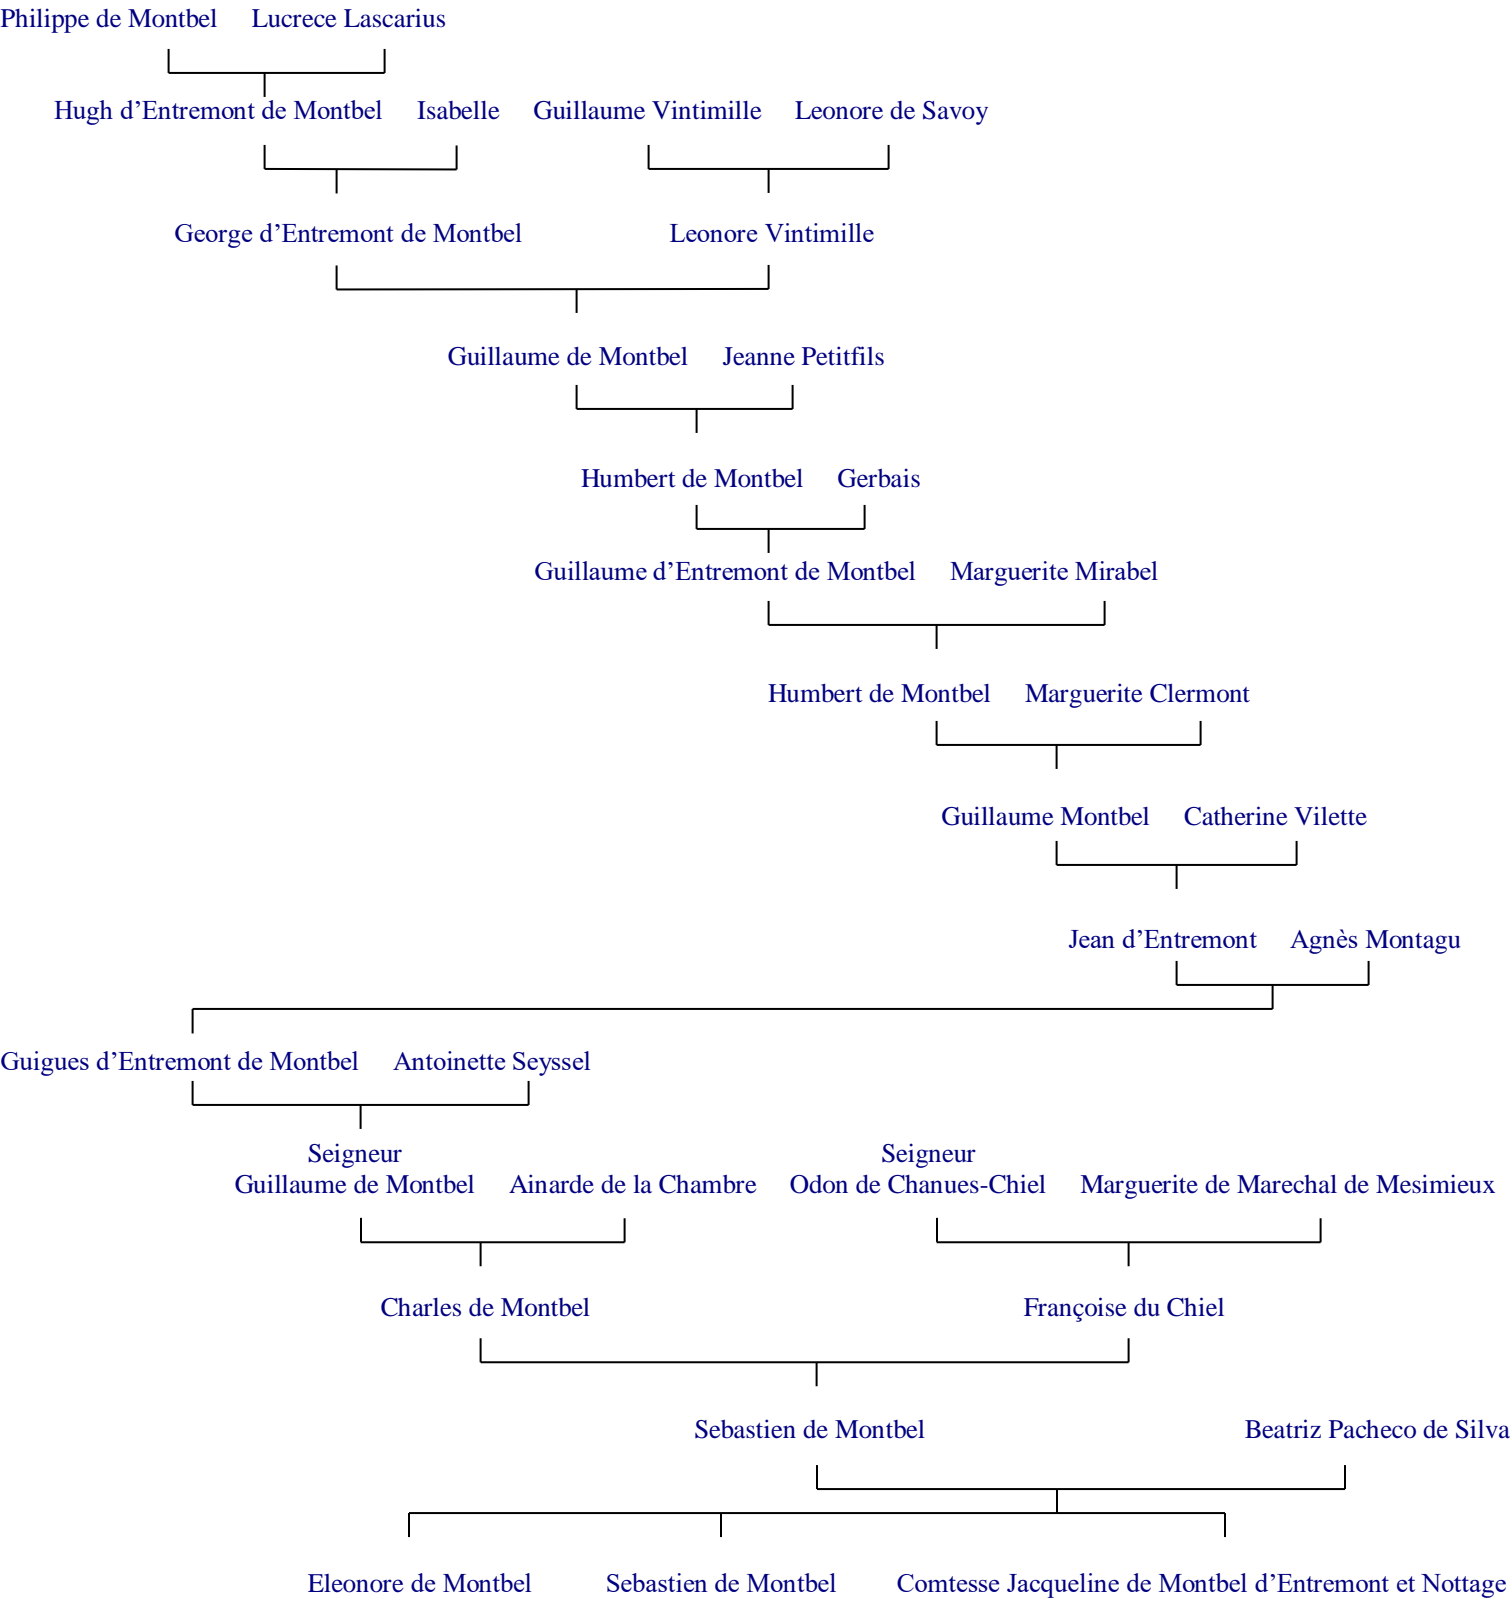 Philippe de Montbel Lucrece Lascarius
Hugh d’Entremont de Montbel Isabelle Guillaume Vintimille Leonore de Savoy
George d’Entremont de Montbel Leonore Vintimille
Guillaume de Montbel Jeanne Petitfils
Humbert de Montbel Gerbais
Guillaume d’Entremont de Montbel Marguerite Mirabel
Humbert de Montbel Marguerite Clermont
Guillaume Montbel Catherine Vilette
Jean d’Entremont Agnès Montagu
Guigues d’Entremont de Montbel Antoinette Seyssel
Seigneur Seigneur
Guillaume de Montbel Ainarde de la Chambre Odon de Chanues-Chiel Marguerite de Marechal de Mesimieux
Charles de Montbel Françoise du Chiel
Sebastien de Montbel Beatriz Pacheco de Silva
Eleonore de Montbel Sebastien de Montbel Comtesse Jacqueline de Montbel d’Entremont et Nottage